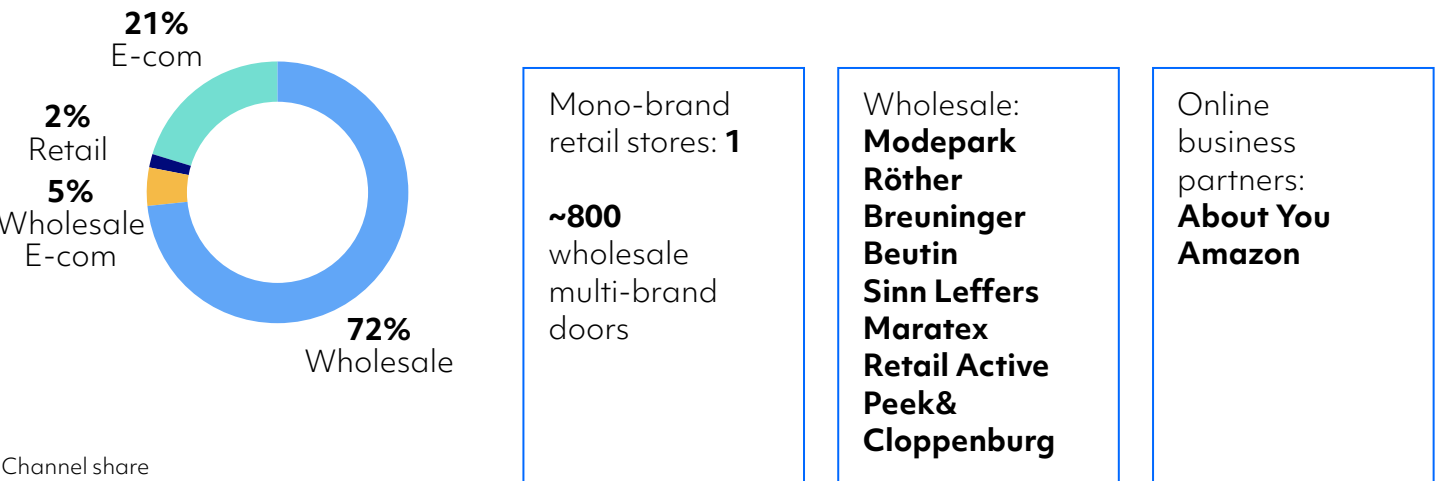 21%
E-com
2%
Retail
5%
Wholesale
E-com
72%
Wholesale
Channel share
Mono-brand
retail stores: 1
~800
wholesale
multi-brand
doors
Wholesale:
Modepark
Röther
Breuninger
Beutin
Sinn Leffers
Maratex
Retail Active
Peek&
Cloppenburg
Online
business
partners:
About You
Amazon